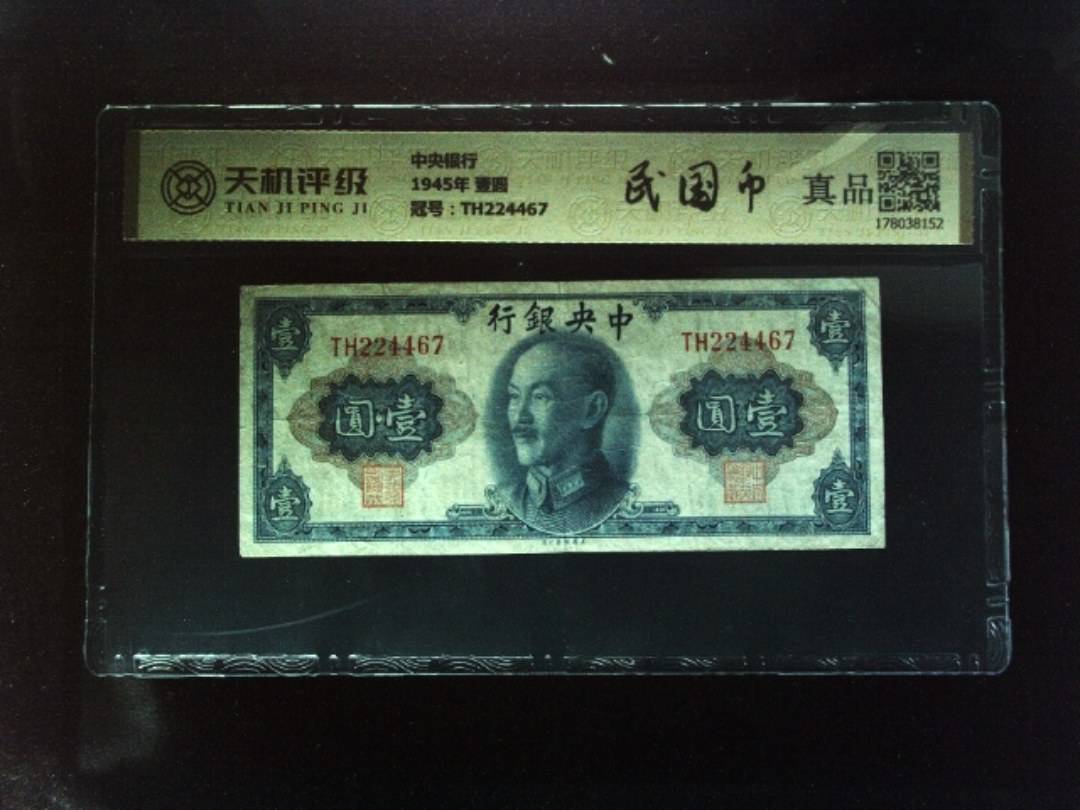 天机评级
TIAN JI PING JI
中央银行
1945年 壹圆
冠号：TH224467
民国币
真品
178038152
行銀央中
TH224467
TH224467
圓壹
圓壹
壹
壹
壹
壹